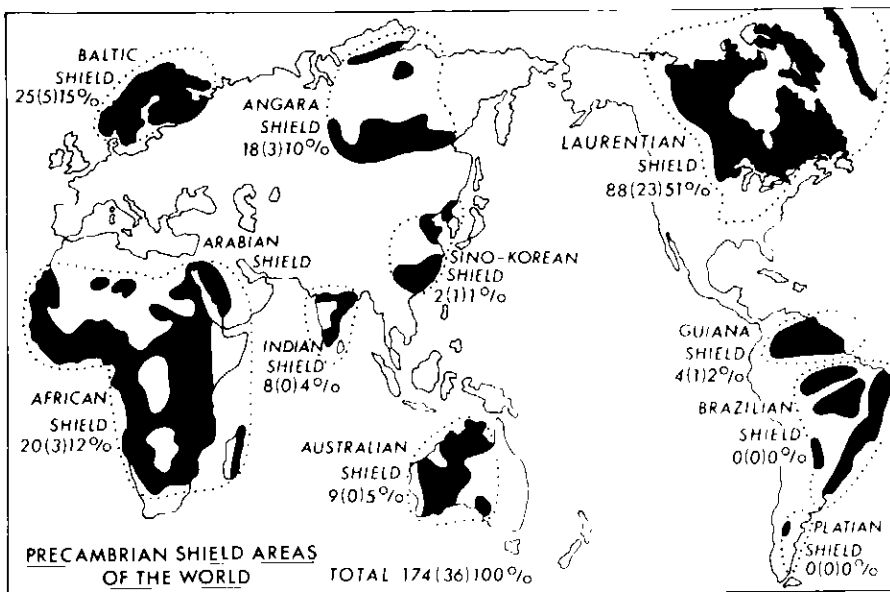 BALTIC
SHIELD
25(5)15%
ANGARA
SHIELD
18(3)10%
LAURENTIAN
SHIELD
88(23)51%
ARABIAN
SHIELD
SINO-KOREAN
SHIELD
2(1)1%
INDIAN
SHIELD
8(0)4%
AFRICAN
SHIELD
20(3)12%
AUSTRALIAN
SHIELD
9(0)5%
GUIANA
SHIELD
4(1)2%
BRAZILIAN
SHIELD
0(0)0%
PLATIAN
SHIELD
0(0)0%
PRECAMBRIAN SHIELD AREAS
OF THE WORLD
TOTAL 174(36)100%